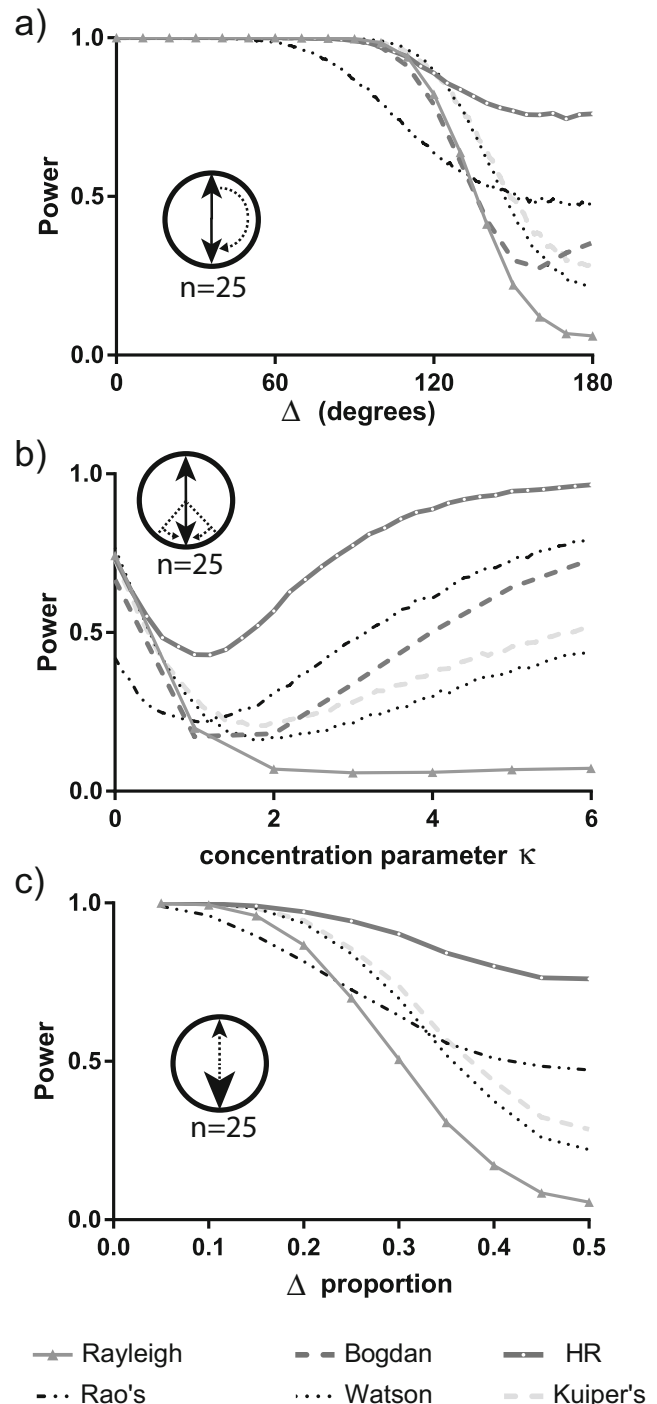 a)
1.0
0.5
0.0
Power
n=25
0 60 120 180
Δ (degrees)
b)
1.0
0.5
0.0
Power
n=25
0 2 4 6
concentration parameter κ
c)
1.0
0.5
0.0
Power
n=25
0.0 0.1 0.2 0.3 0.4 0.5
Δ proportion
Rayleigh Bogdan HR
Rao's Watson Kuiper's